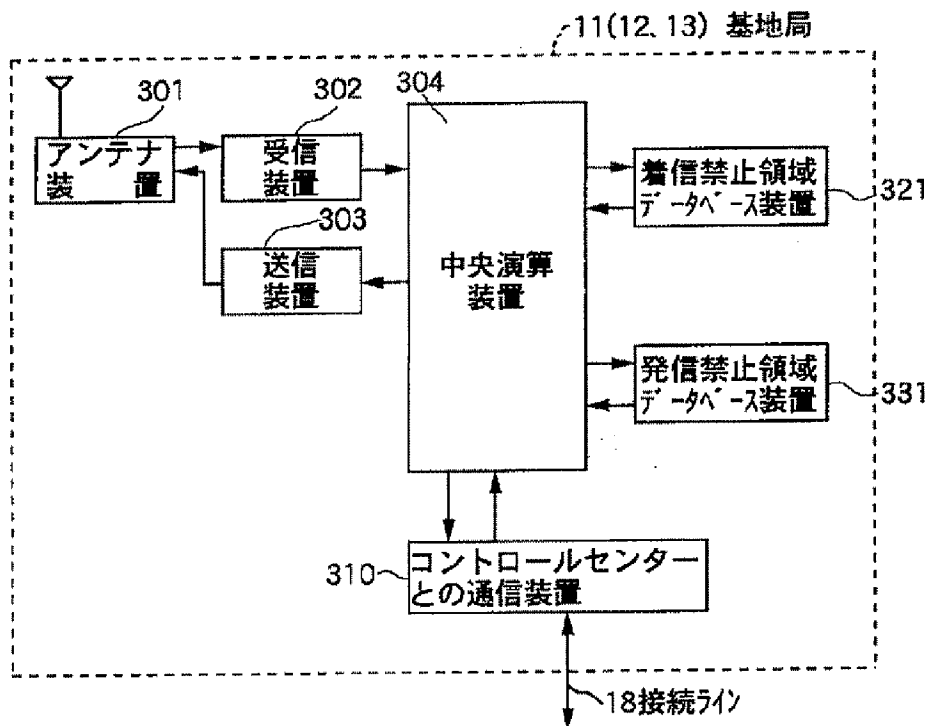 11(12、13) 基地局
301
302
304
アンテナ
装　置
受信
装置
303
送信
装置
中央演算
装置
着信禁止領域
データベース装置
321
発信禁止領域
データベース装置
331
310
コントロールセンター
との通信装置
18接続ライン